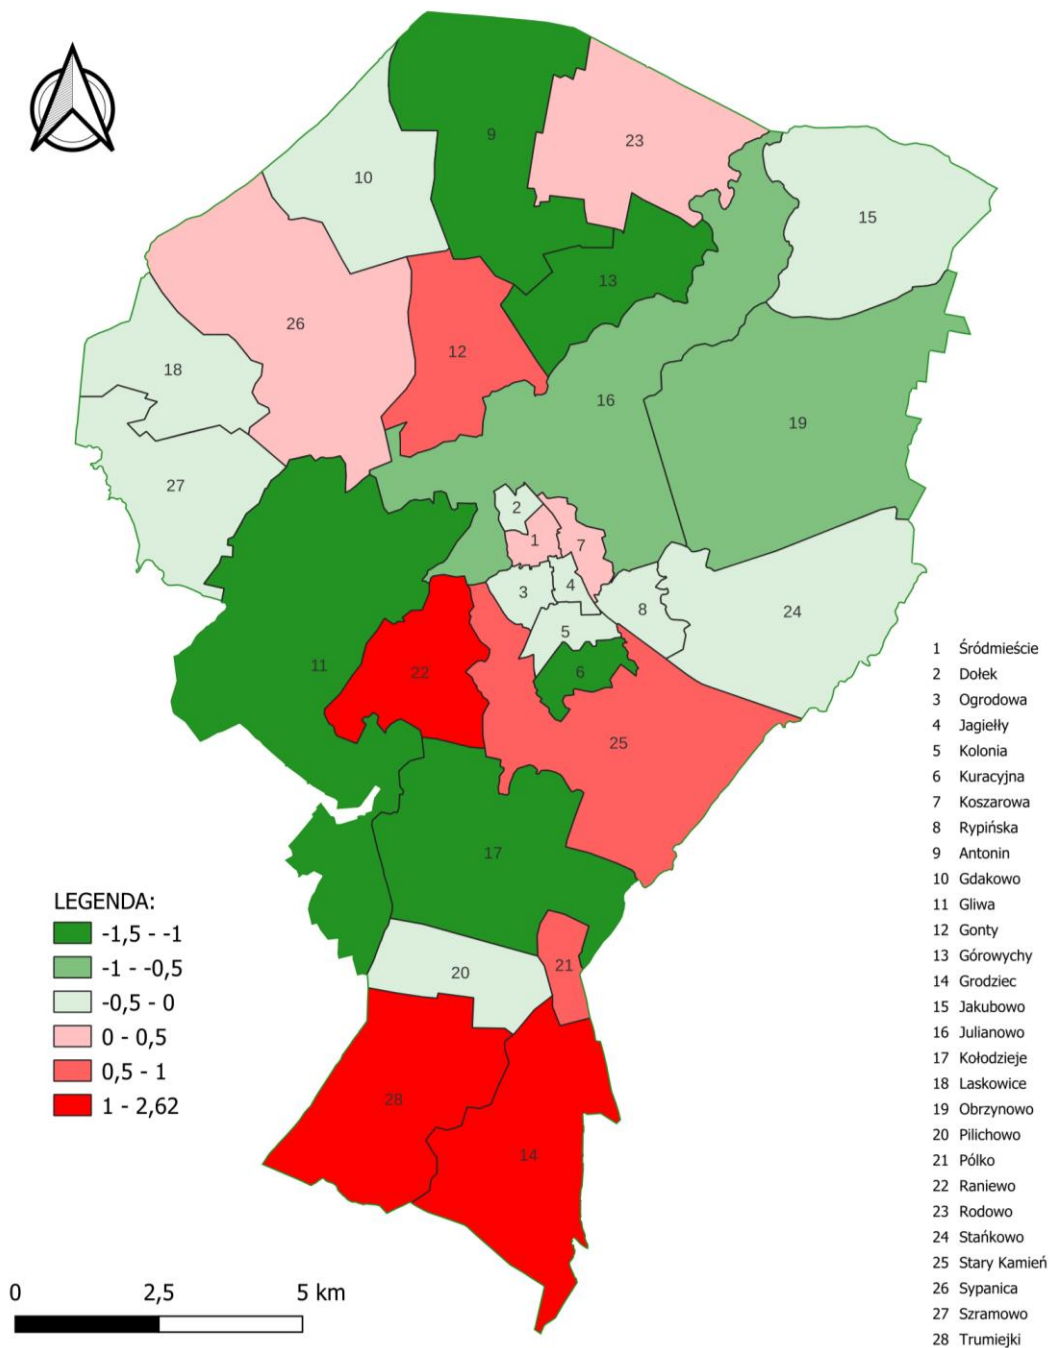 9
23
10
15
13
26
12
18
16
19
27
2
1
7
3
4
8
24
5
11
22
6
25
17
20
21
28
14
LEGENDA:
-1,5 - -1
-1 - -0,5
-0,5 - 0
0 - 0,5
0,5 - 1
1 - 2,62
0 2,5 5 km
1 Śródmieście
2 Dołek
3 Ogrodowa
4 Jagiełły
5 Kolonia
6 Kuracyjna
7 Koszarowa
8 Rypińska
9 Antonin
10 Gdakowo
11 Gliwa
12 Gonty
13 Górowychy
14 Grodziec
15 Jakubowo
16 Julianowo
17 Kołodzieje
18 Laskowice
19 Obrzynowo
20 Pilichowo
21 Pólko
22 Raniewo
23 Rodowo
24 Stańkowo
25 Stary Kamień
26 Sypanica
27 Szramowo
28 Trumiejki